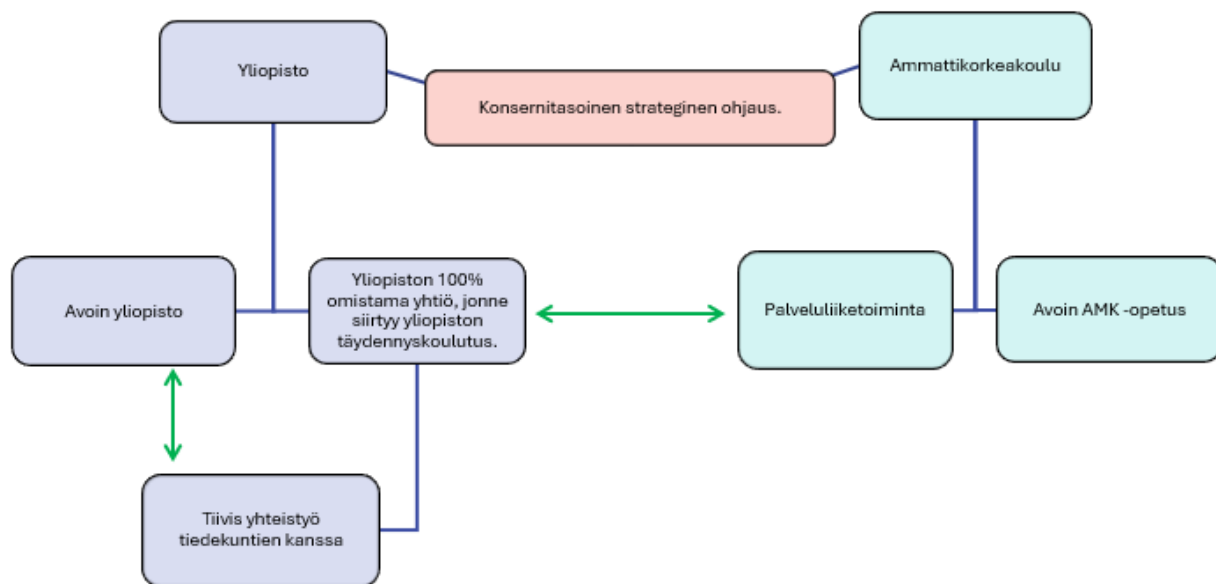 Yliopisto
Ammattikorkeakoulu
Konsernitasoinen strateginen ohjaus.
Avoin yliopisto
Yliopiston 100%
omistama yhtiö, jonne
siirtyy yliopiston
täydennyskoulutus.
Palveluliiketoiminta
Avoin AMK -opetus
Tiivis yhteistyö
tiedekuntien kanssa